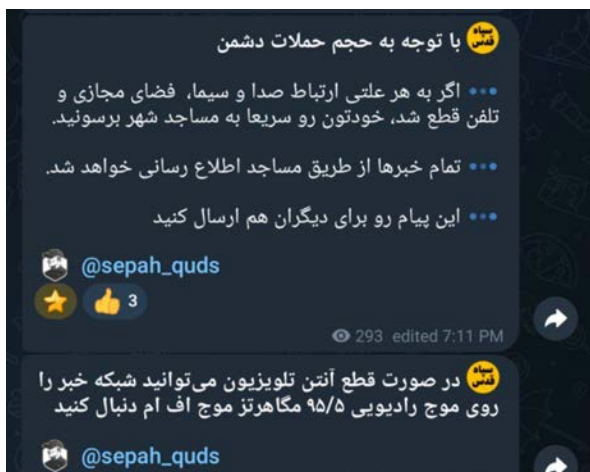 سپاه قدس با توجه به حجم حملات دشمن
••• اگر به هر علتی ارتباط صدا و سیما، فضای مجازی و
تلفن قطع شد، خودتون رو سریعا به مساجد شهر برسونید.
••• تمام خبرها از طریق مساجد اطلاع رسانی خواهد شد.
••• این پیام رو برای دیگران هم ارسال کنید
@sepah_quds
3
293 edited 7:11 PM
سپاه قدس در صورت قطع آنتن تلویزیون می‌توانید شبکه خبر را
روی موج رادیویی ۹۵/۵ مگاهرتز موج اف ام دنبال کنید
@sepah_quds